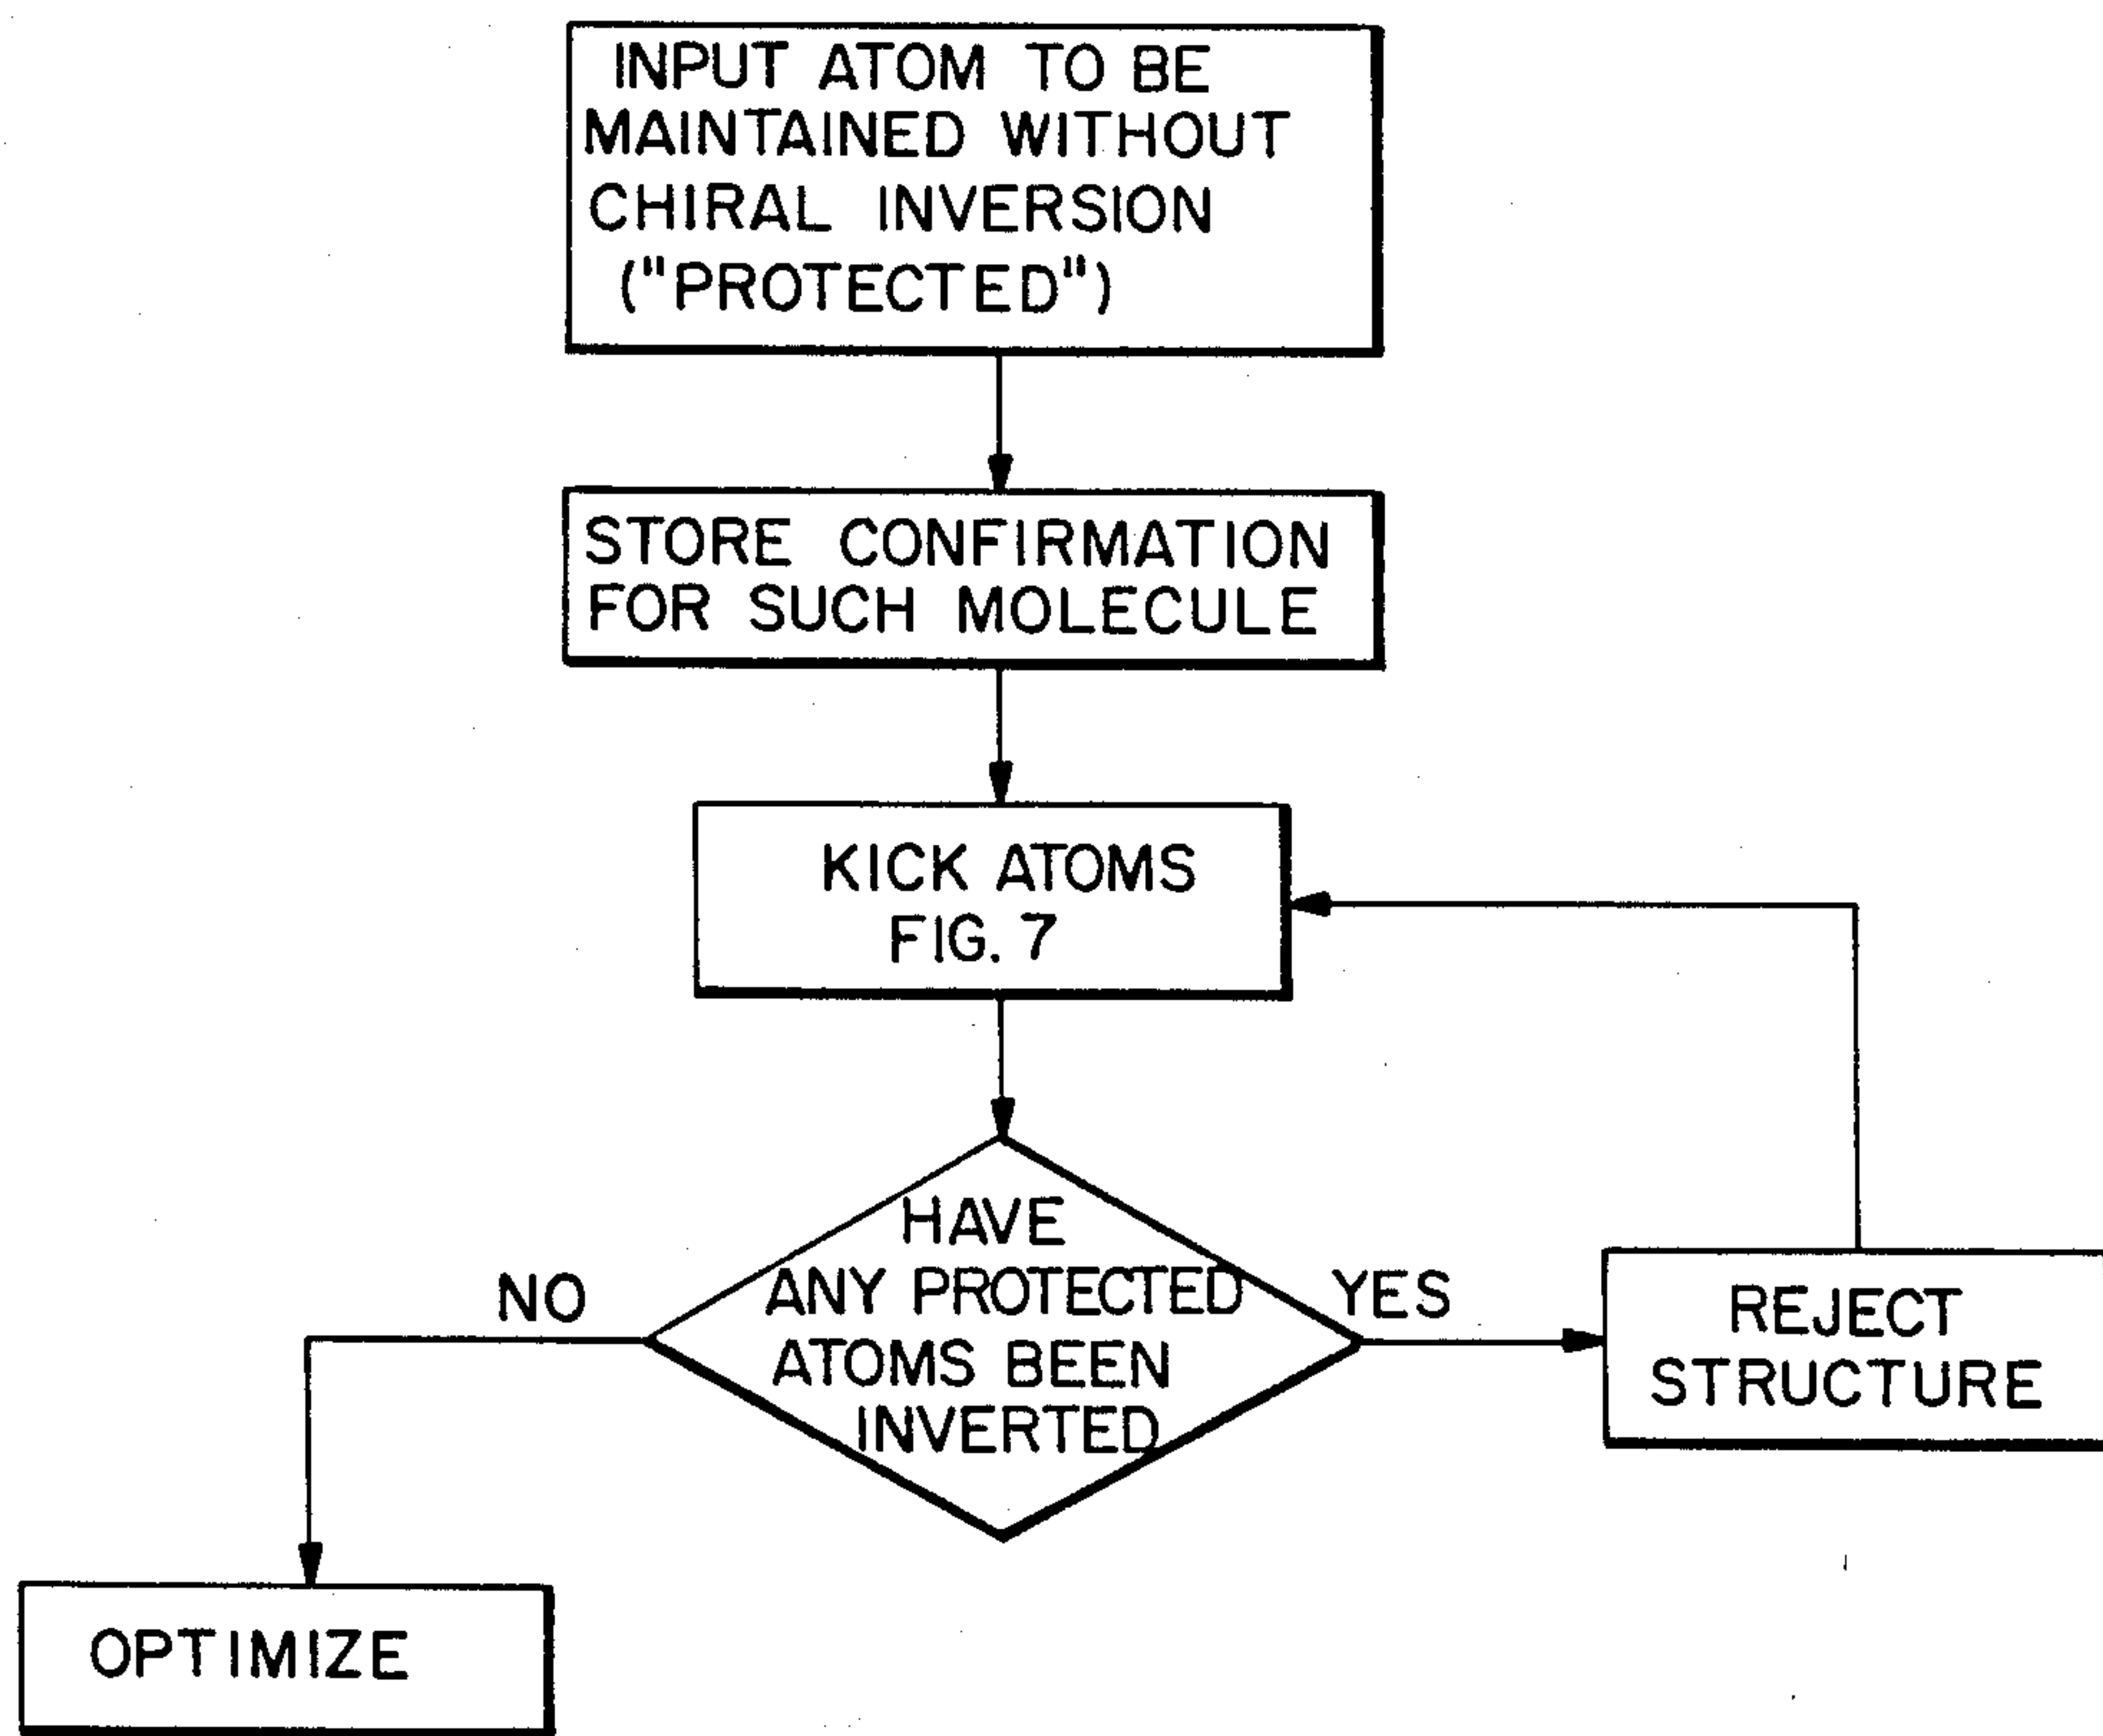 INPUT ATOM TO BE
MAINTAINED WITHOUT
CHIRAL INVERSION
("PROTECTED")
STORE CONFIRMATION
FOR SUCH MOLECULE
KICK ATOMS
FIG. 7
HAVE
ANY PROTECTED
ATOMS BEEN
INVERTED
NO
YES
REJECT
STRUCTURE
OPTIMIZE